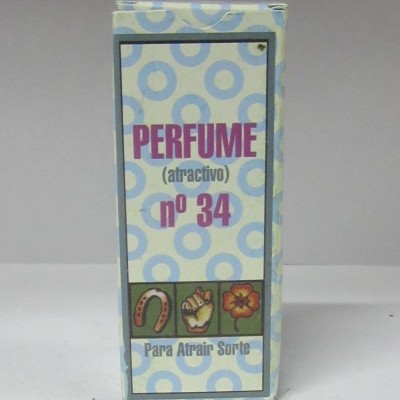 PERFUME
(atractivo)
nº 34
Para Atrair Sorte